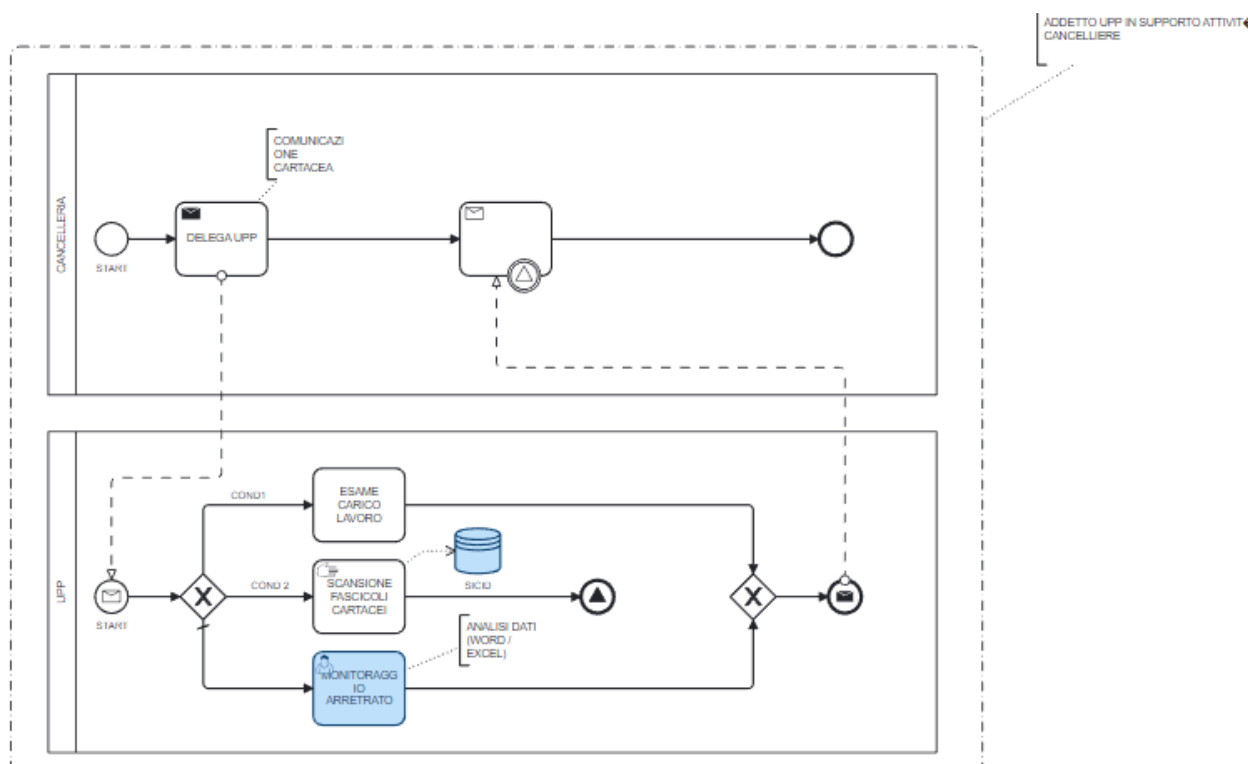 ADDETTO UPP IN SUPPORTO ATTIVIT�
CANCELLIERE
CANCELLERIA
COMUNICAZI
ONE
CARTACEA
START
DELEGA UPP
UPP
START
COND1
ESAME
CARICO
LAVORO
COND 2
SCANSIONE
FASCICOLI
CARTACEI
SICID
ANALISI DATI
(WORD /
EXCEL)
MONITORAGG
IO
ARRETRATO